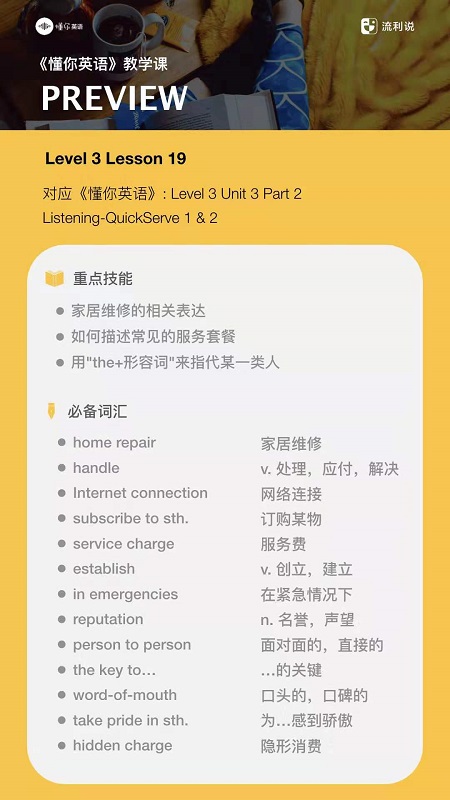 懂你英语
流利说
《懂你英语》教学课
PREVIEW
Level 3 Lesson 19
对应《懂你英语》: Level 3 Unit 3 Part 2
Listening-QuickServe 1 & 2
重点技能
家居维修的相关表达
如何描述常见的服务套餐
用"the+形容词"来指代某一类人
必备词汇
home repair 家居维修
handle v. 处理，应付，解决
Internet connection 网络连接
subscribe to sth. 订购某物
service charge 服务费
establish v. 创立，建立
in emergencies 在紧急情况下
reputation n. 名誉，声望
person to person 面对面的，直接的
the key to… …的关键
word-of-mouth 口头的，口碑的
take pride in sth. 为…感到骄傲
hidden charge 隐形消费